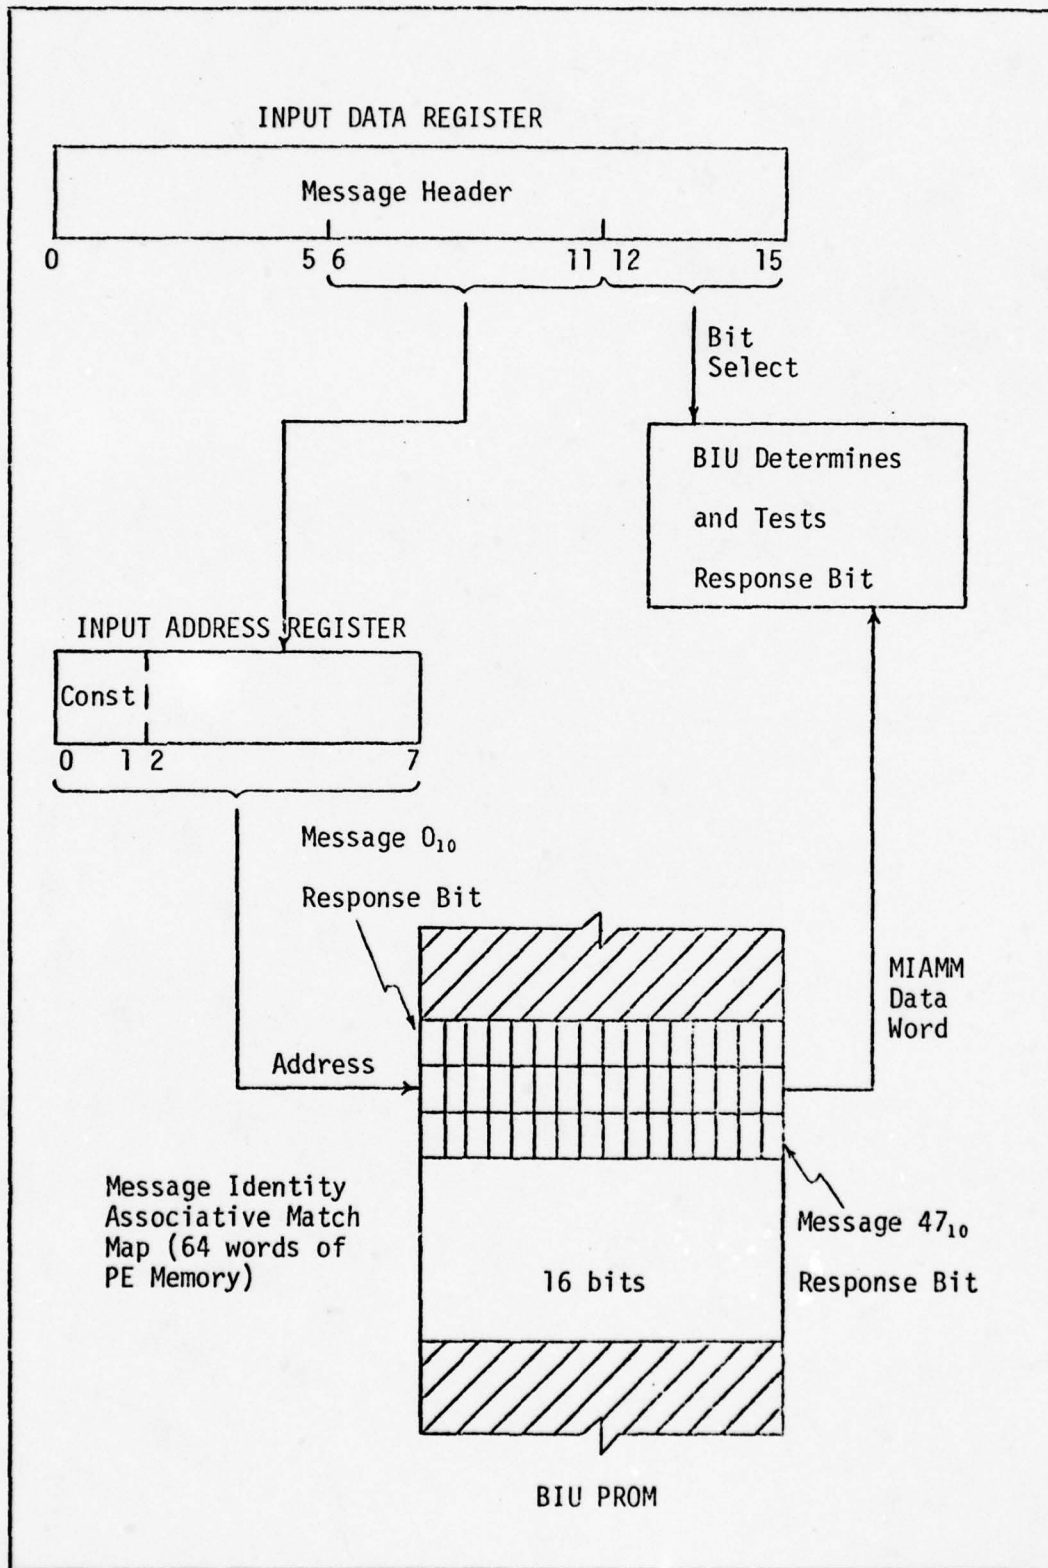 INPUT DATA REGISTER
Message Header
0 5 6 11 12 15
Bit
Select
BIU Determines
and Tests
Response Bit
INPUT ADDRESS REGISTER
Const
0 1 2 7
Message 0₁₀
Response Bit
Address
MIAMM
Data
Word
Message Identity
Associative Match
Map (64 words of
PE Memory)
Message 47₁₀
Response Bit
16 bits
BIU PROM